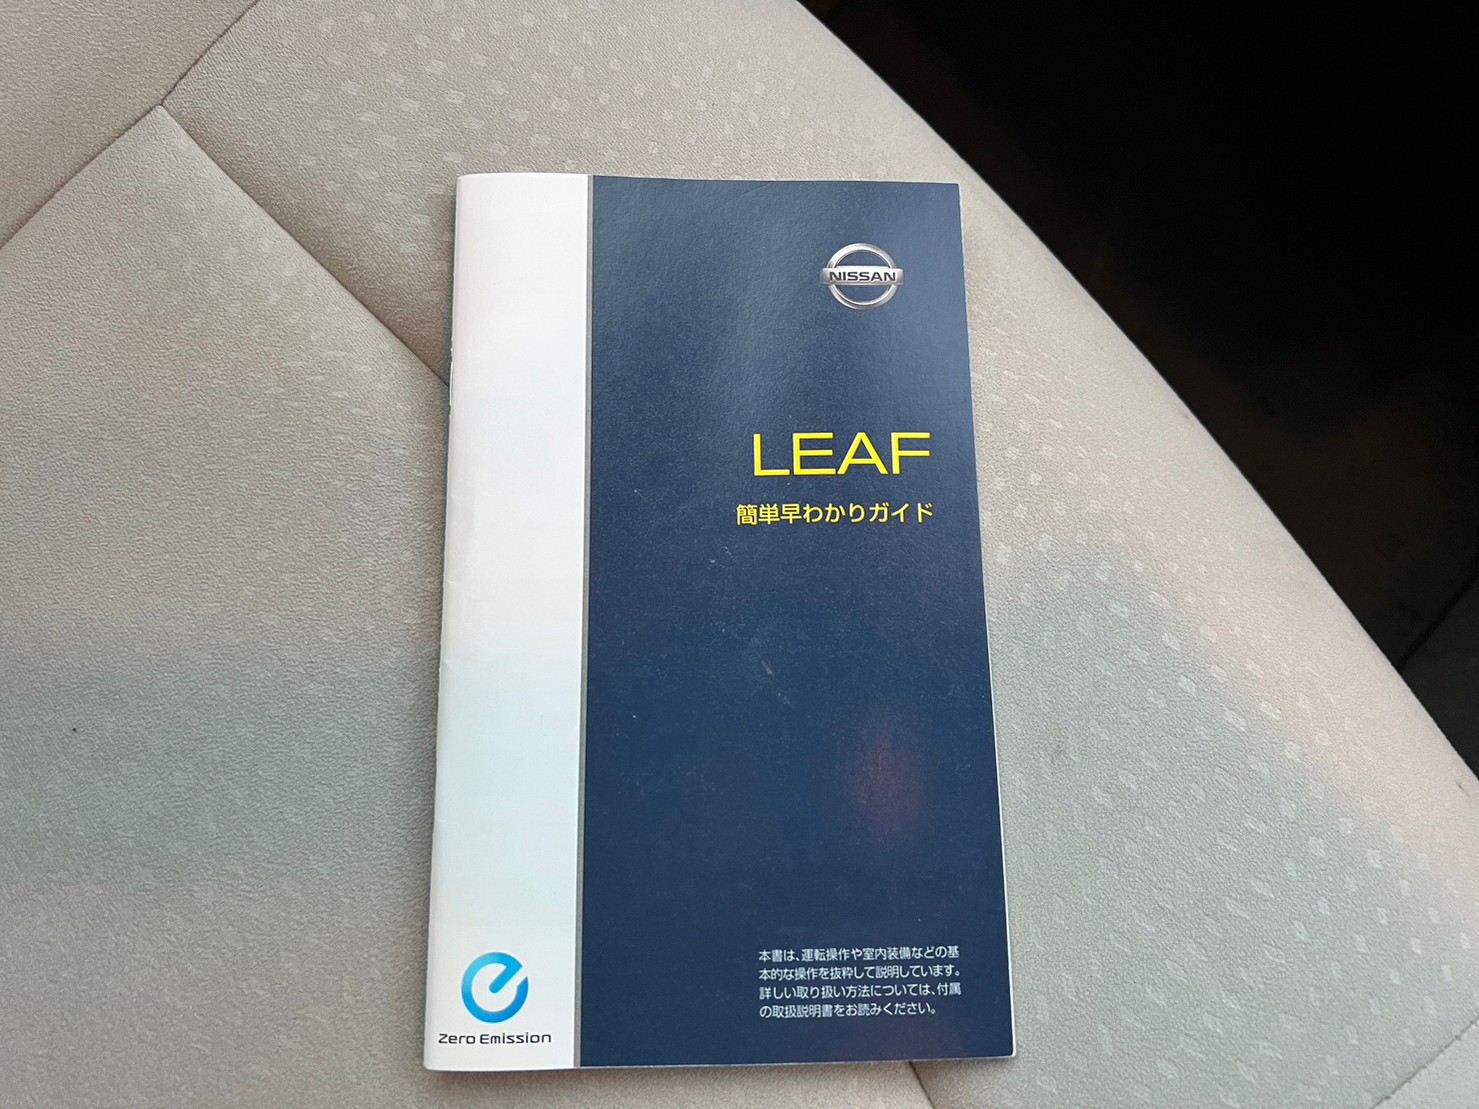 NISSAN
LEAF
簡単早わかりガイド
本書は、運転操作や室内装備などの基
本的な操作を抜粋して説明しています。
詳しい取り扱い方法については、付属
の取扱説明書をお読みください。
Zero Emission